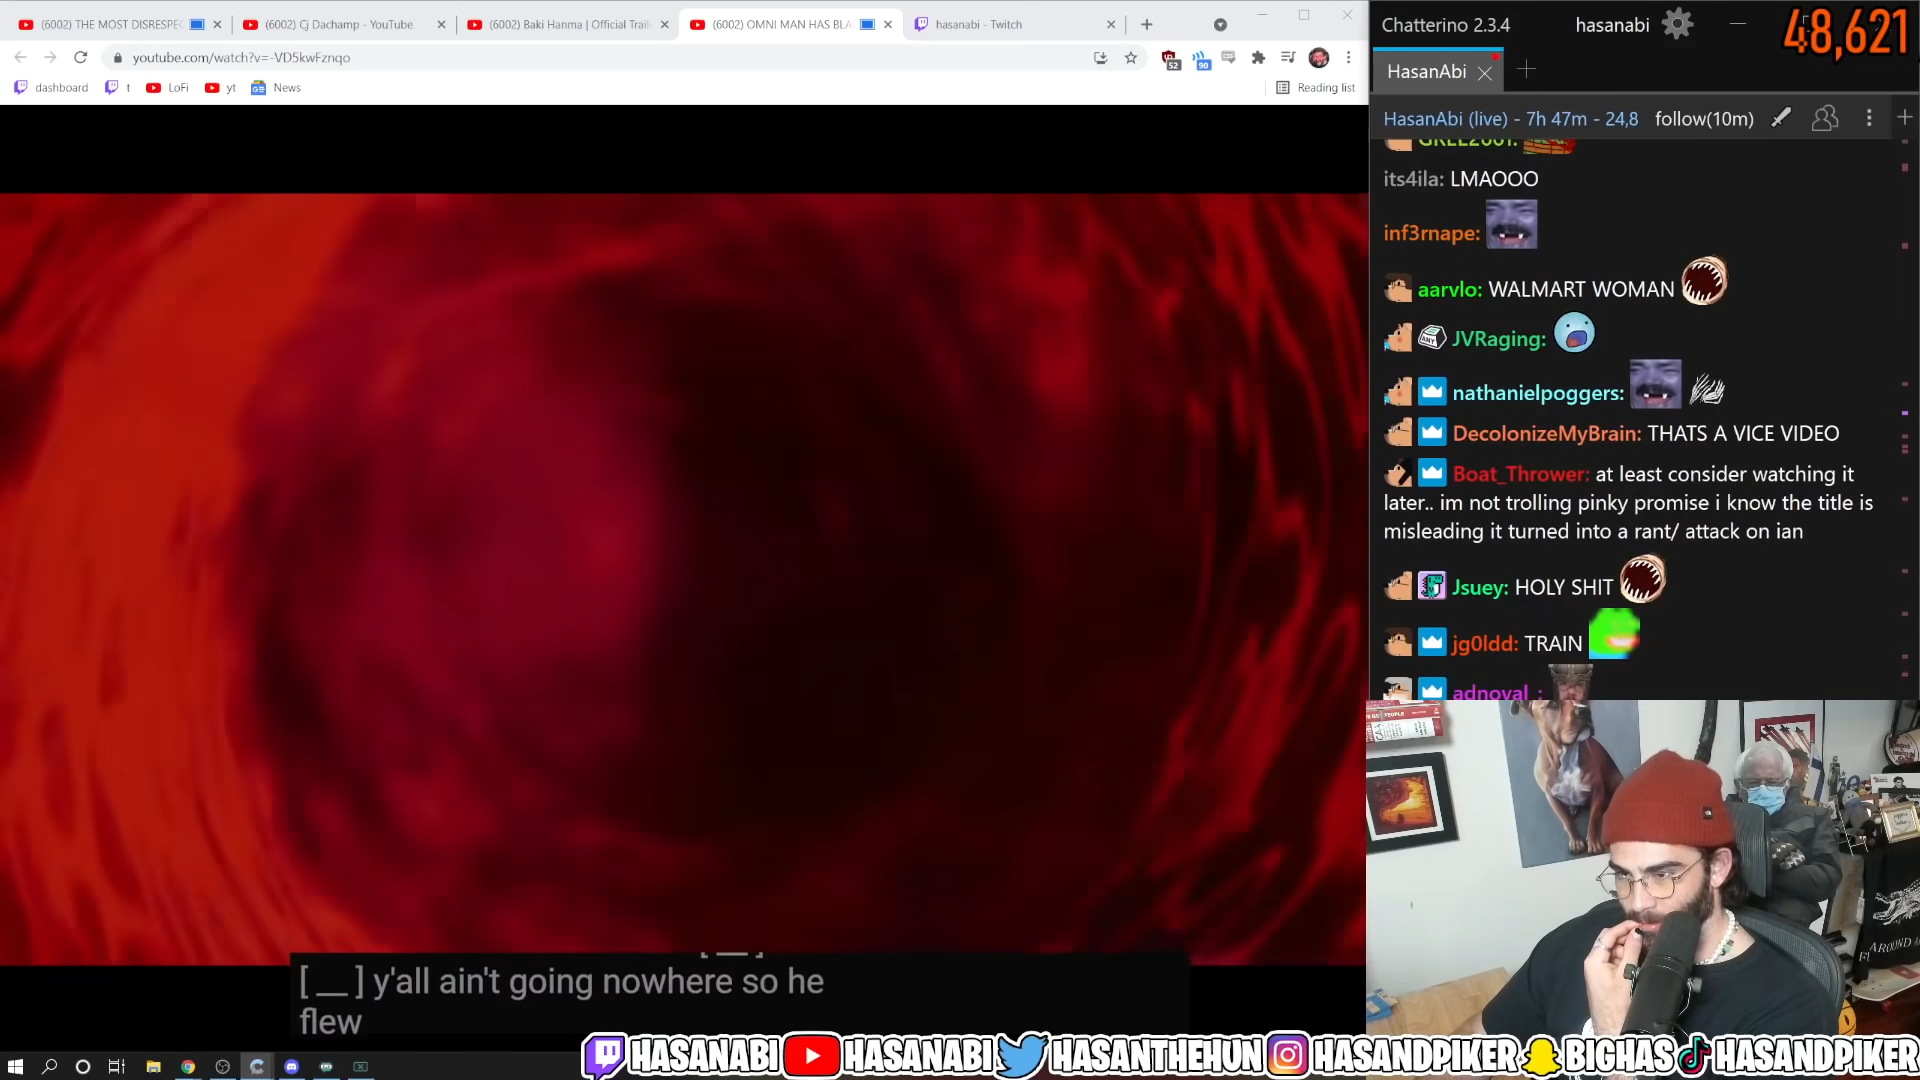 (6002) THE MOST DISRESPEC
(6002) Cj Dachamp - YouTube
(6002) Baki Hanma | Official Trail
(6002) OMNI MAN HAS BLA
hasanabi - Twitch
youtube.com/watch?v=-VD5kwFznqo
52
90
dashboard
t
LoFi
yt
News
Reading list
Chatterino 2.3.4
hasanabi
48,621
HasanAbi
HasanAbi (live) - 7h 47m - 24,8
follow(10m)
its4ila: LMAOOO
inf3rnape:
aarvlo: WALMART WOMAN
JVRaging:
nathanielpoggers:
DecolonizeMyBrain: THATS A VICE VIDEO
Boat_Thrower: at least consider watching it
later.. im not trolling pinky promise i know the title is
misleading it turned into a rant/ attack on ian
Jsuey: HOLY SHIT
jg0ldd: TRAIN
adnoval_:
[ __ ] y'all ain't going nowhere so he
flew
HASANABI
HASANABI
HASANTHEHUN
HASANDPIKER
BIGHAS
HASANDPIKER